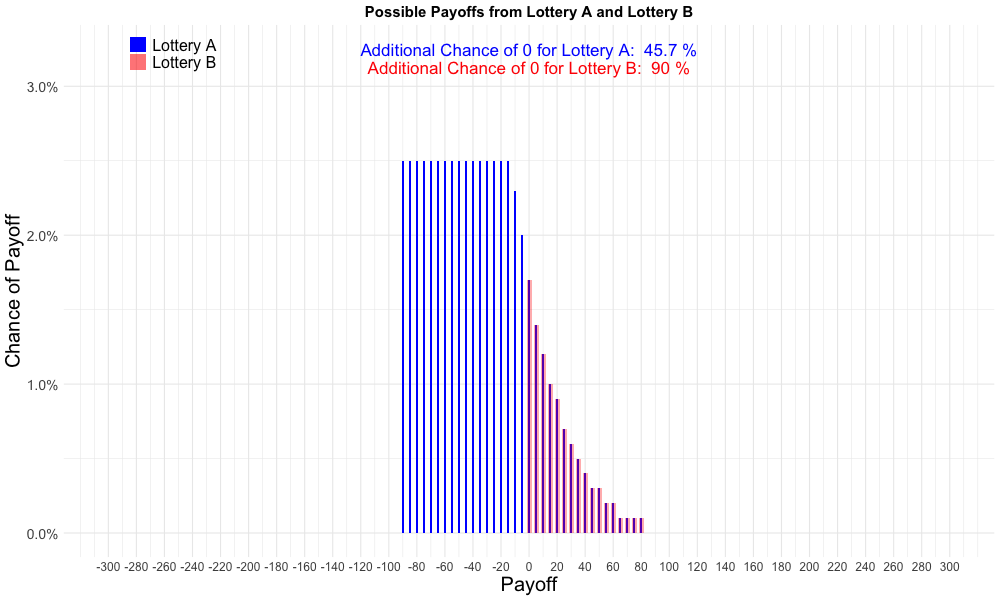 Possible Payoffs from Lottery A and Lottery B
Lottery A
Lottery B
Additional Chance of 0 for Lottery A:  45.7 %
Additional Chance of 0 for Lottery B:  90 %
Chance of Payoff
3.0%
2.0%
1.0%
0.0%
-300 -280 -260 -240 -220 -200 -180 -160 -140 -120 -100 -80 -60 -40 -20 0 20 40 60 80 100 120 140 160 180 200 220 240 260 280 300
Payoff